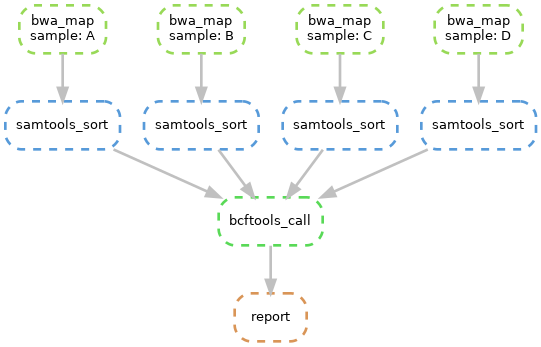 bwa_map
sample: A
bwa_map
sample: B
bwa_map
sample: C
bwa_map
sample: D
samtools_sort
samtools_sort
samtools_sort
samtools_sort
bcftools_call
report